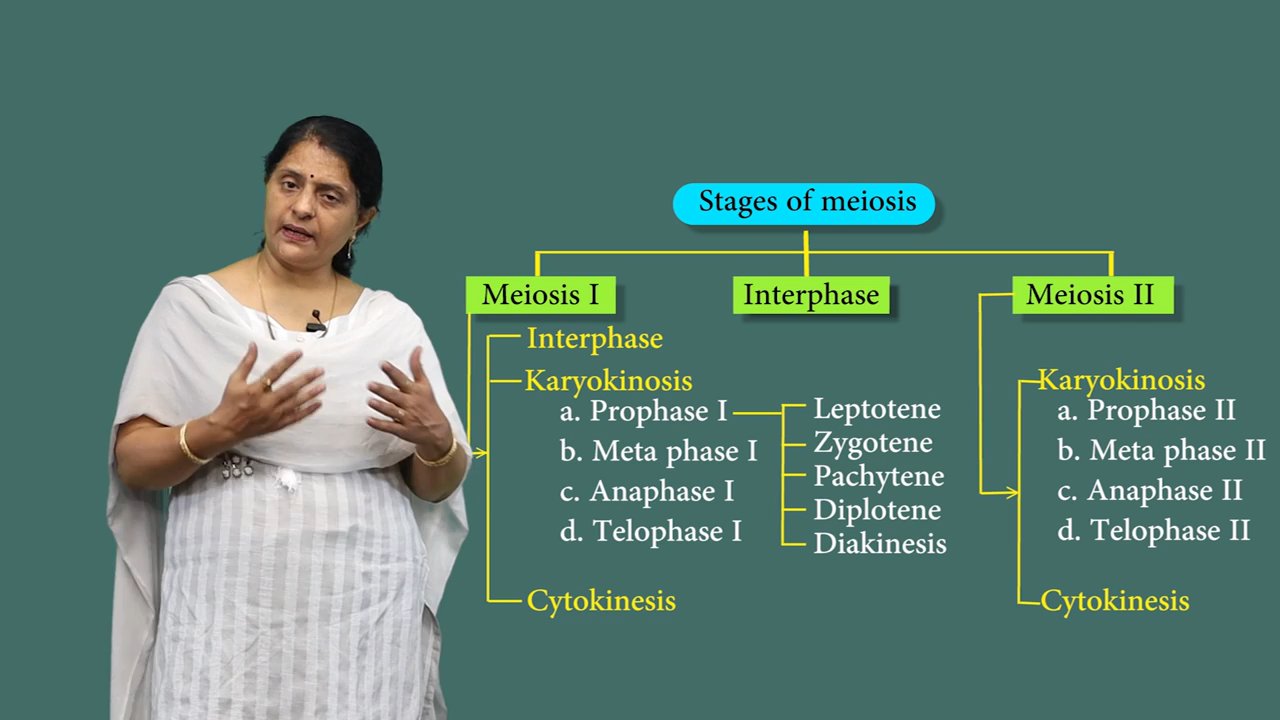 Stages of meiosis
Meiosis I
Interphase
Meiosis II
Interphase
Karyokinosis
a. Prophase I
b. Meta phase I
c. Anaphase I
d. Telophase I
Leptotene
Zygotene
Pachytene
Diplotene
Diakinesis
Cytokinesis
Karyokinosis
a. Prophase II
b. Meta phase II
c. Anaphase II
d. Telophase II
Cytokinesis